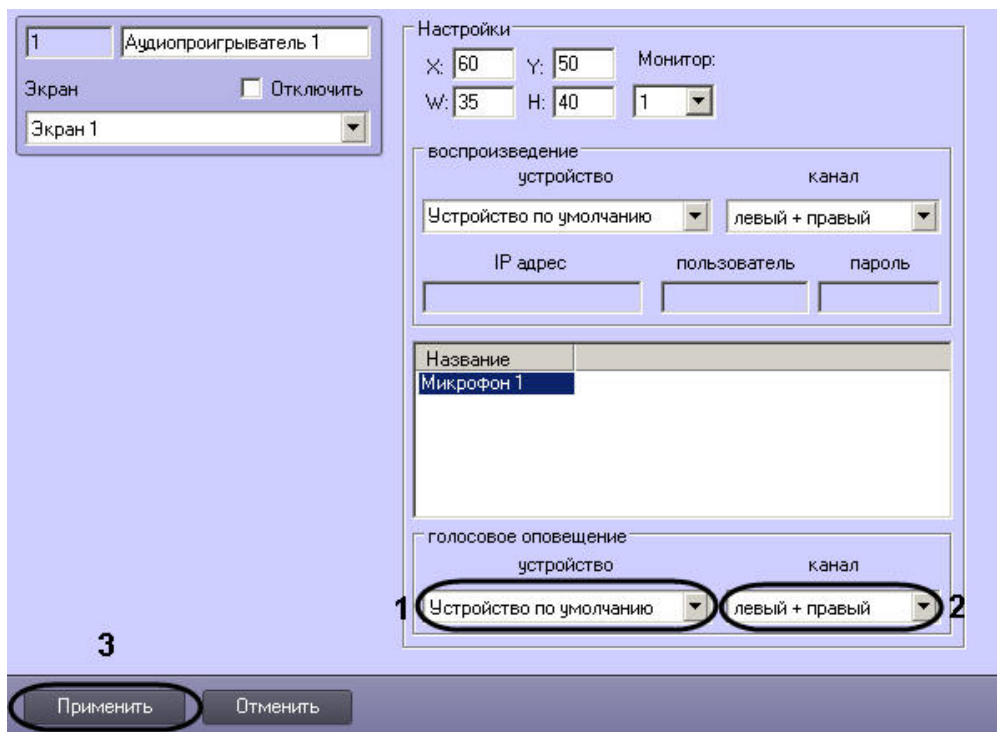 1 Аудиопроигрыватель 1
Экран Отключить
Экран 1
Настройки
X: 60 Y: 50 Монитор:
W: 35 H: 40 1
воспроизведение
устройство канал
Устройство по умолчанию левый + правый
IP адрес пользователь пароль
Название
Микрофон 1
голосовое оповещение
устройство канал
1 Устройство по умолчанию левый + правый 2
3
Применить Отменить